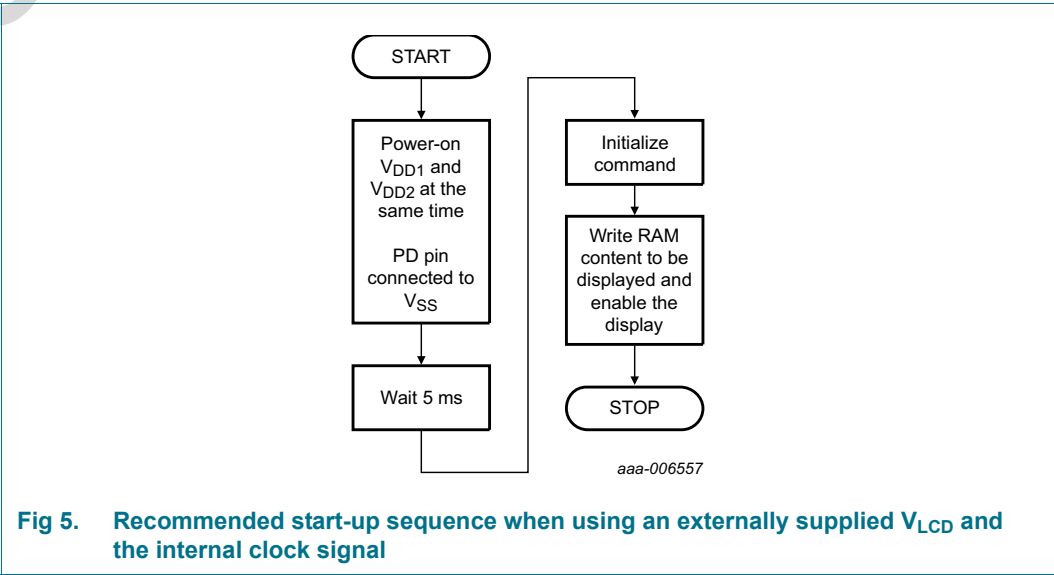 START
Power-on
VDD1 and
VDD2 at the
same time
PD pin
connected to
VSS
Wait 5 ms
Initialize
command
Write RAM
content to be
displayed and
enable the
display
STOP
aaa-006557
Fig 5. Recommended start-up sequence when using an externally supplied VLCD and
the internal clock signal